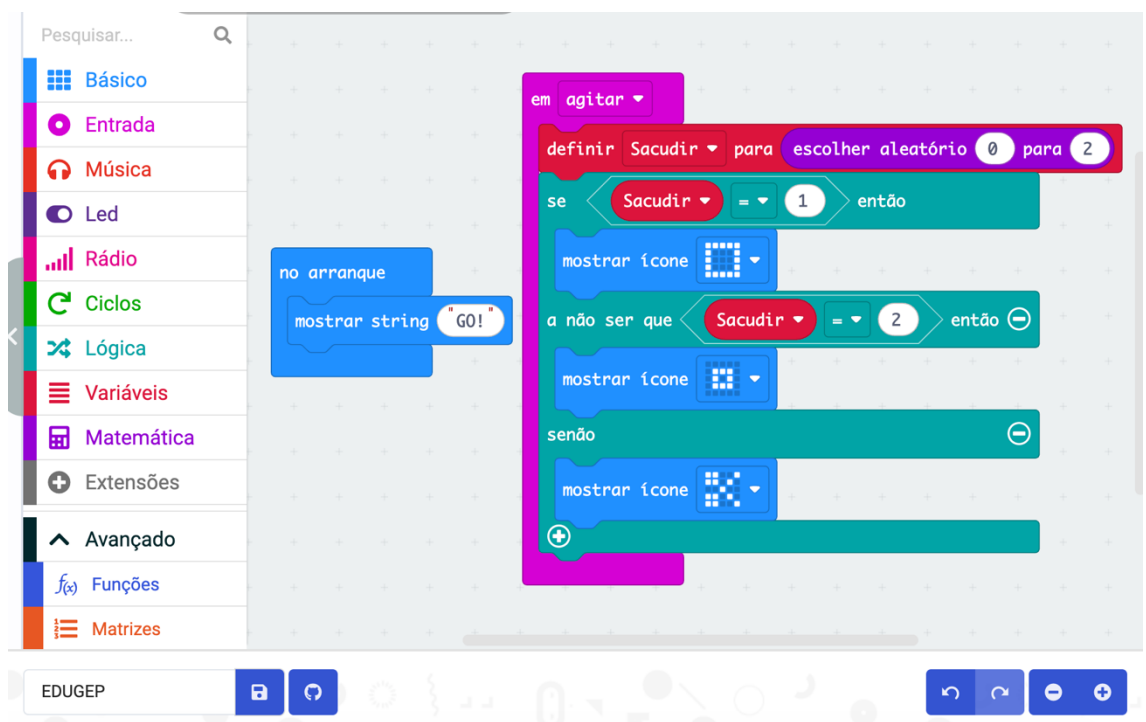 Pesquisar...
Básico
Entrada
Música
Led
Rádio
Ciclos
Lógica
Variáveis
Matemática
Extensões
Avançado
f(x) Funções
Matrizes
no arranque
mostrar string "GO!"
em agitar
definir Sacudir para escolher aleatório 0 para 2
se Sacudir = 1 então
mostrar ícone
a não ser que Sacudir = 2 então
mostrar ícone
senão
mostrar ícone
EDUGEP